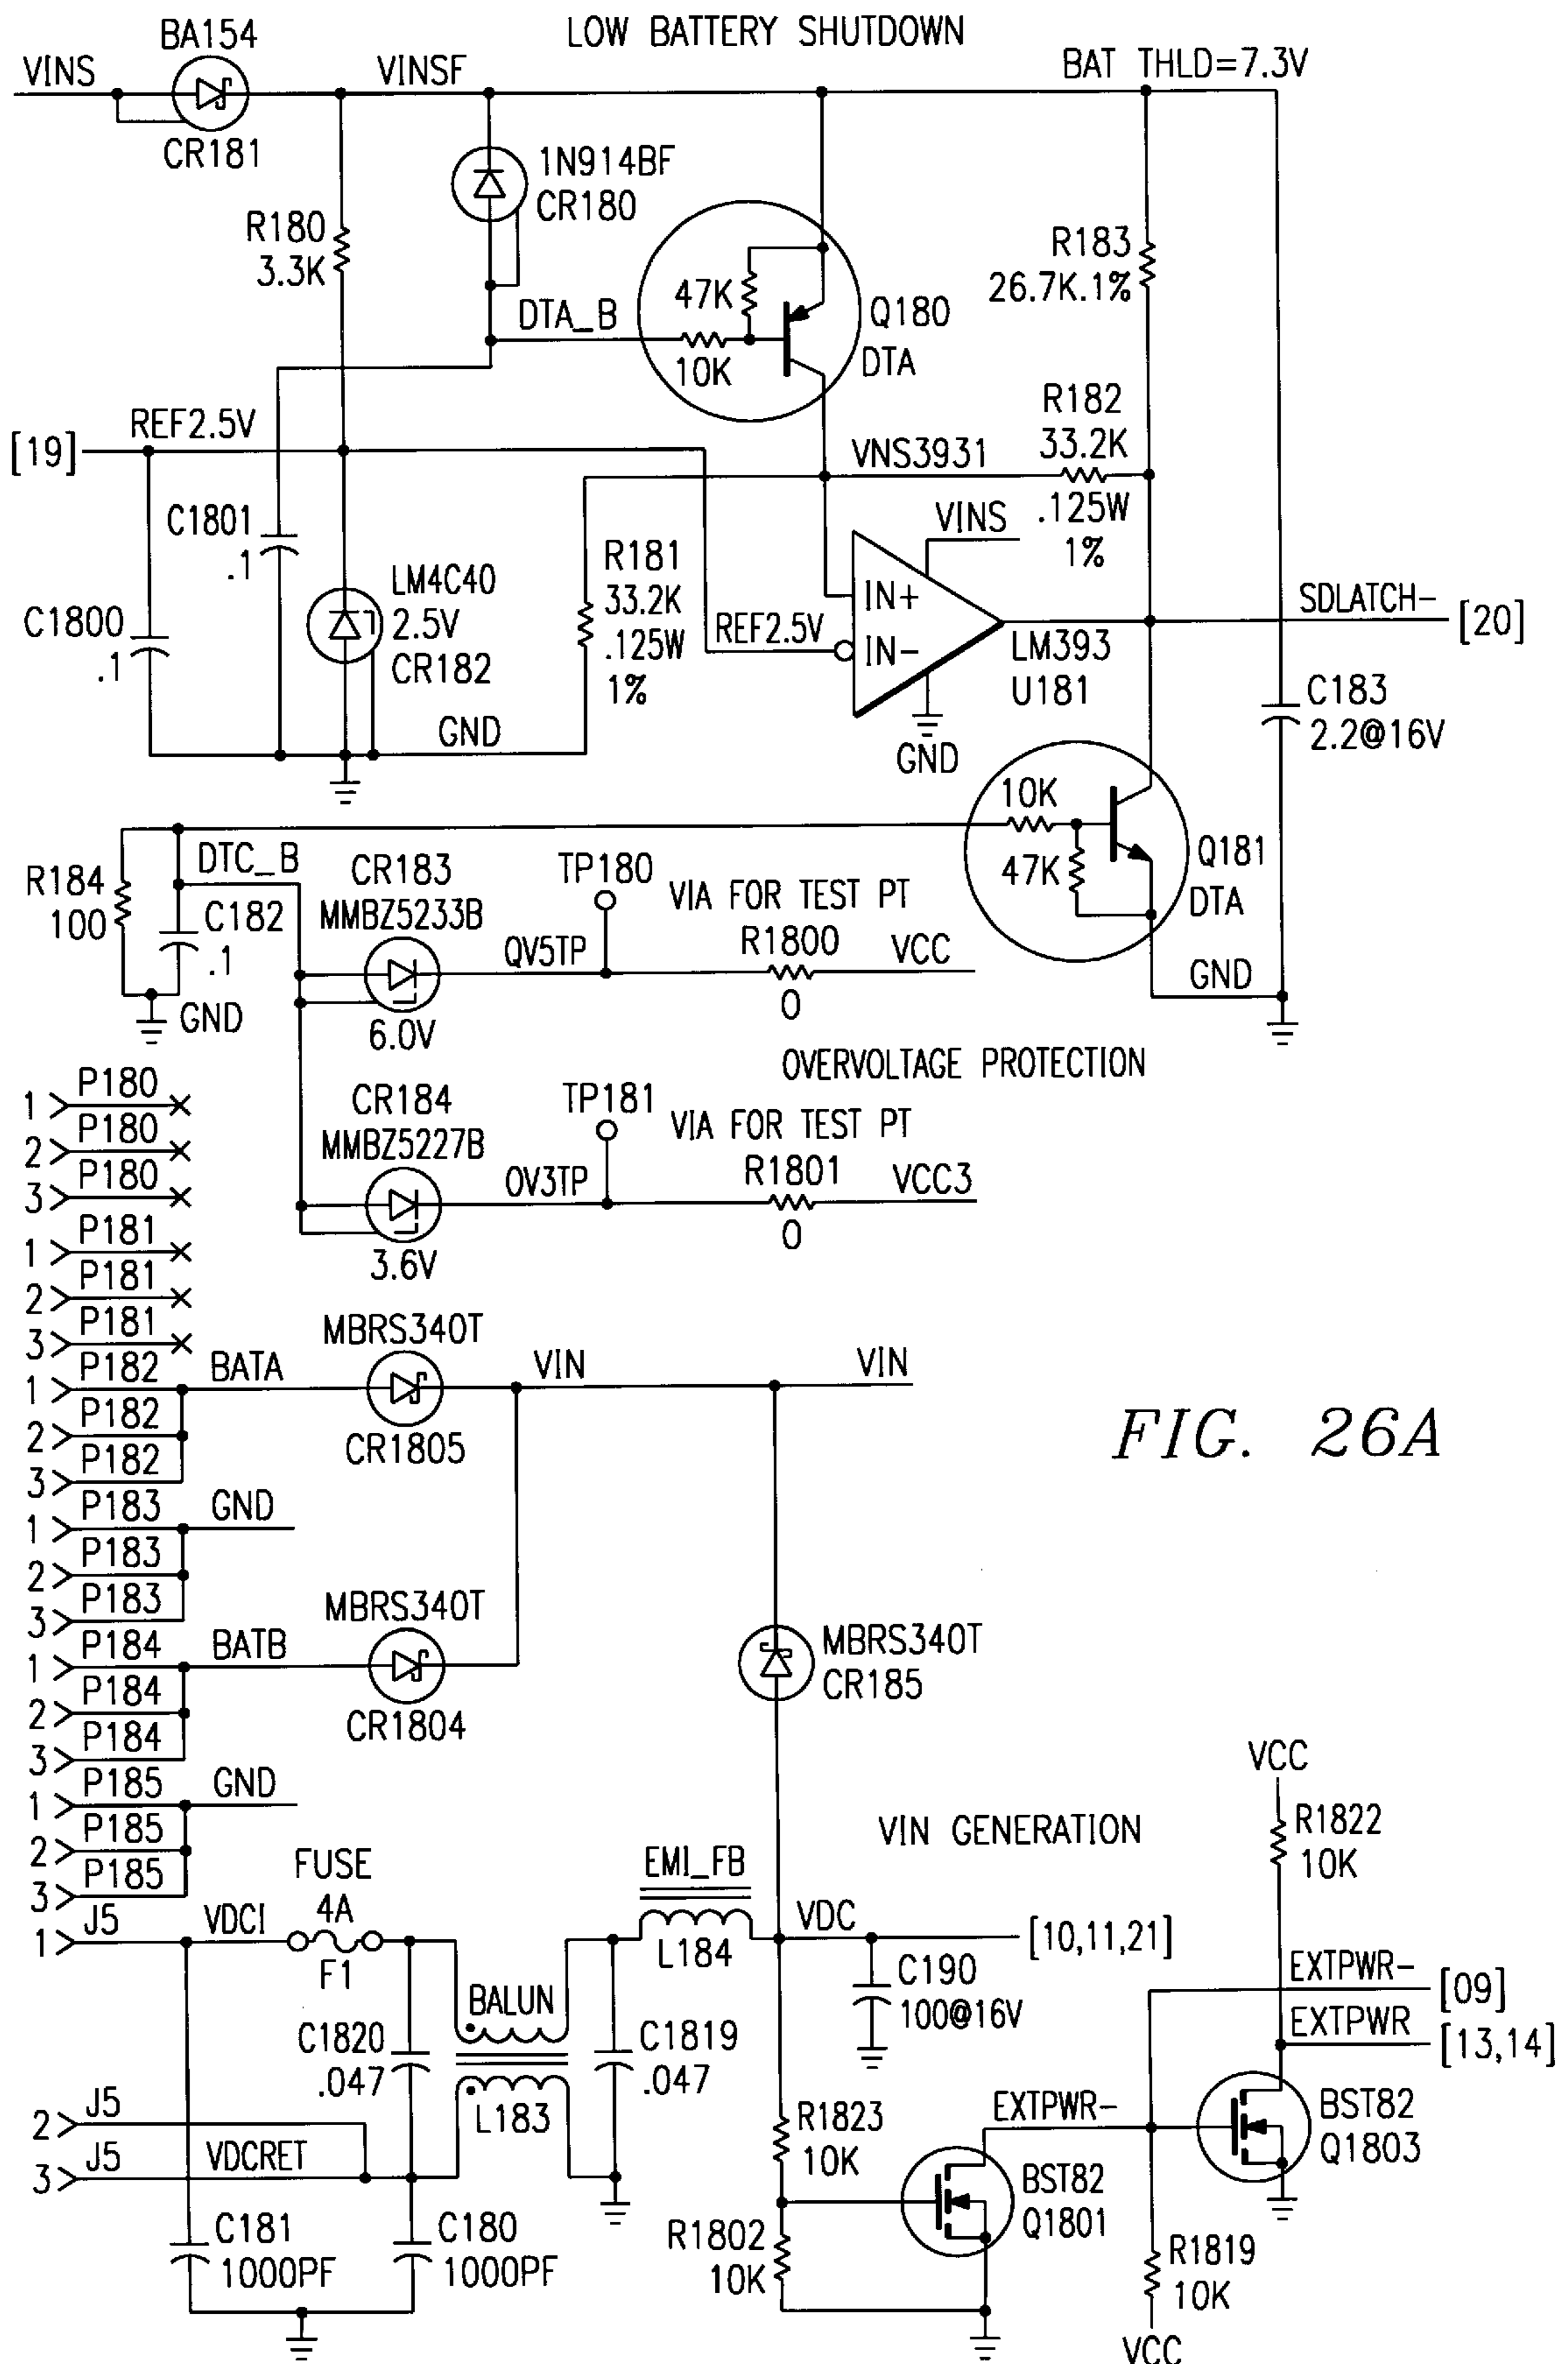 LOW BATTERY SHUTDOWN
BA154
VINS
VINSF
BAT THLD=7.3V
CR181
1N914BF
CR180
R180
3.3K
R183
26.7K.1%
47K
Q180
DTA_B
10K
DTA
R182
33.2K
REF2.5V
[19]
VNS3931
.125W
1%
C1801
.1
VINS
R181
33.2K
.125W
1%
LM4C40
2.5V
CR182
IN+
IN-
REF2.5V
SDLATCH-
[20]
C1800
.1
LM393
U181
C183
2.2@16V
GND
GND
10K
47K
Q181
DTA
DTC_B
R184
100
C182
.1
CR183
MMBZ5233B
TP180
VIA FOR TEST PT
QV5TP
R1800
VCC
0
GND
GND
6.0V
OVERVOLTAGE PROTECTION
CR184
MMBZ5227B
TP181
VIA FOR TEST PT
OV3TP
R1801
VCC3
0
3.6V
1 P180
2 P180
3 P180
1 P181
2 P181
3 P181
MBRS340T
1 P182
BATA
VIN
VIN
2 P182
CR1805
3 P182
FIG. 26A
1 P183
GND
2 P183
3 P183
MBRS340T
1 P184
BATB
2 P184
CR1804
3 P184
MBRS340T
CR185
1 P185
GND
2 P185
3 P185
VIN GENERATION
VCC
R1822
10K
FUSE
4A
F1
EMI_FB
L184
1 J5
VDCI
VDC
[10,11,21]
C190
100@16V
BALUN
C1820
.047
C1819
.047
L183
EXTPWR-
[09]
EXTPWR
[13,14]
2 J5
3 J5
VDCRET
R1823
10K
EXTPWR-
BST82
Q1803
BST82
Q1801
C181
1000PF
C180
1000PF
R1802
10K
R1819
10K
VCC